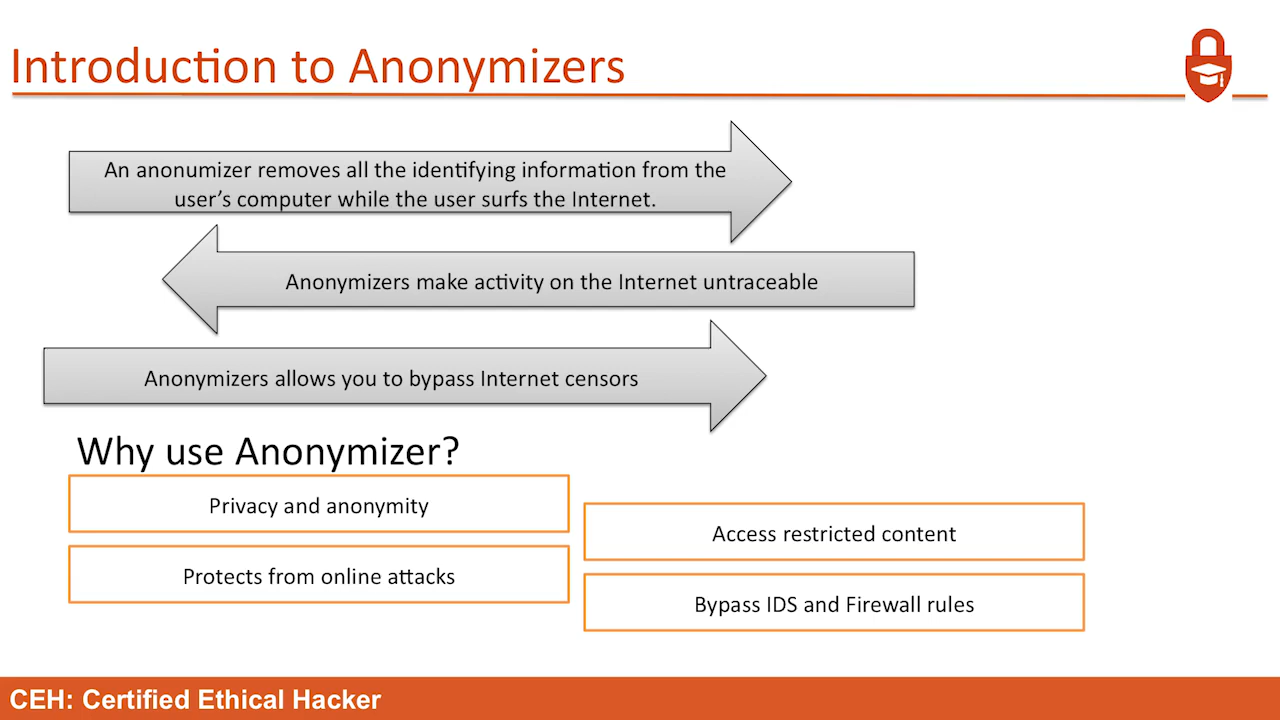 Introduction to Anonymizers
An anonumizer removes all the identifying information from the
user's computer while the user surfs the Internet.
Anonymizers make activity on the Internet untraceable
Anonymizers allows you to bypass Internet censors
Why use Anonymizer?
Privacy and anonymity
Access restricted content
Protects from online attacks
Bypass IDS and Firewall rules
CEH: Certified Ethical Hacker